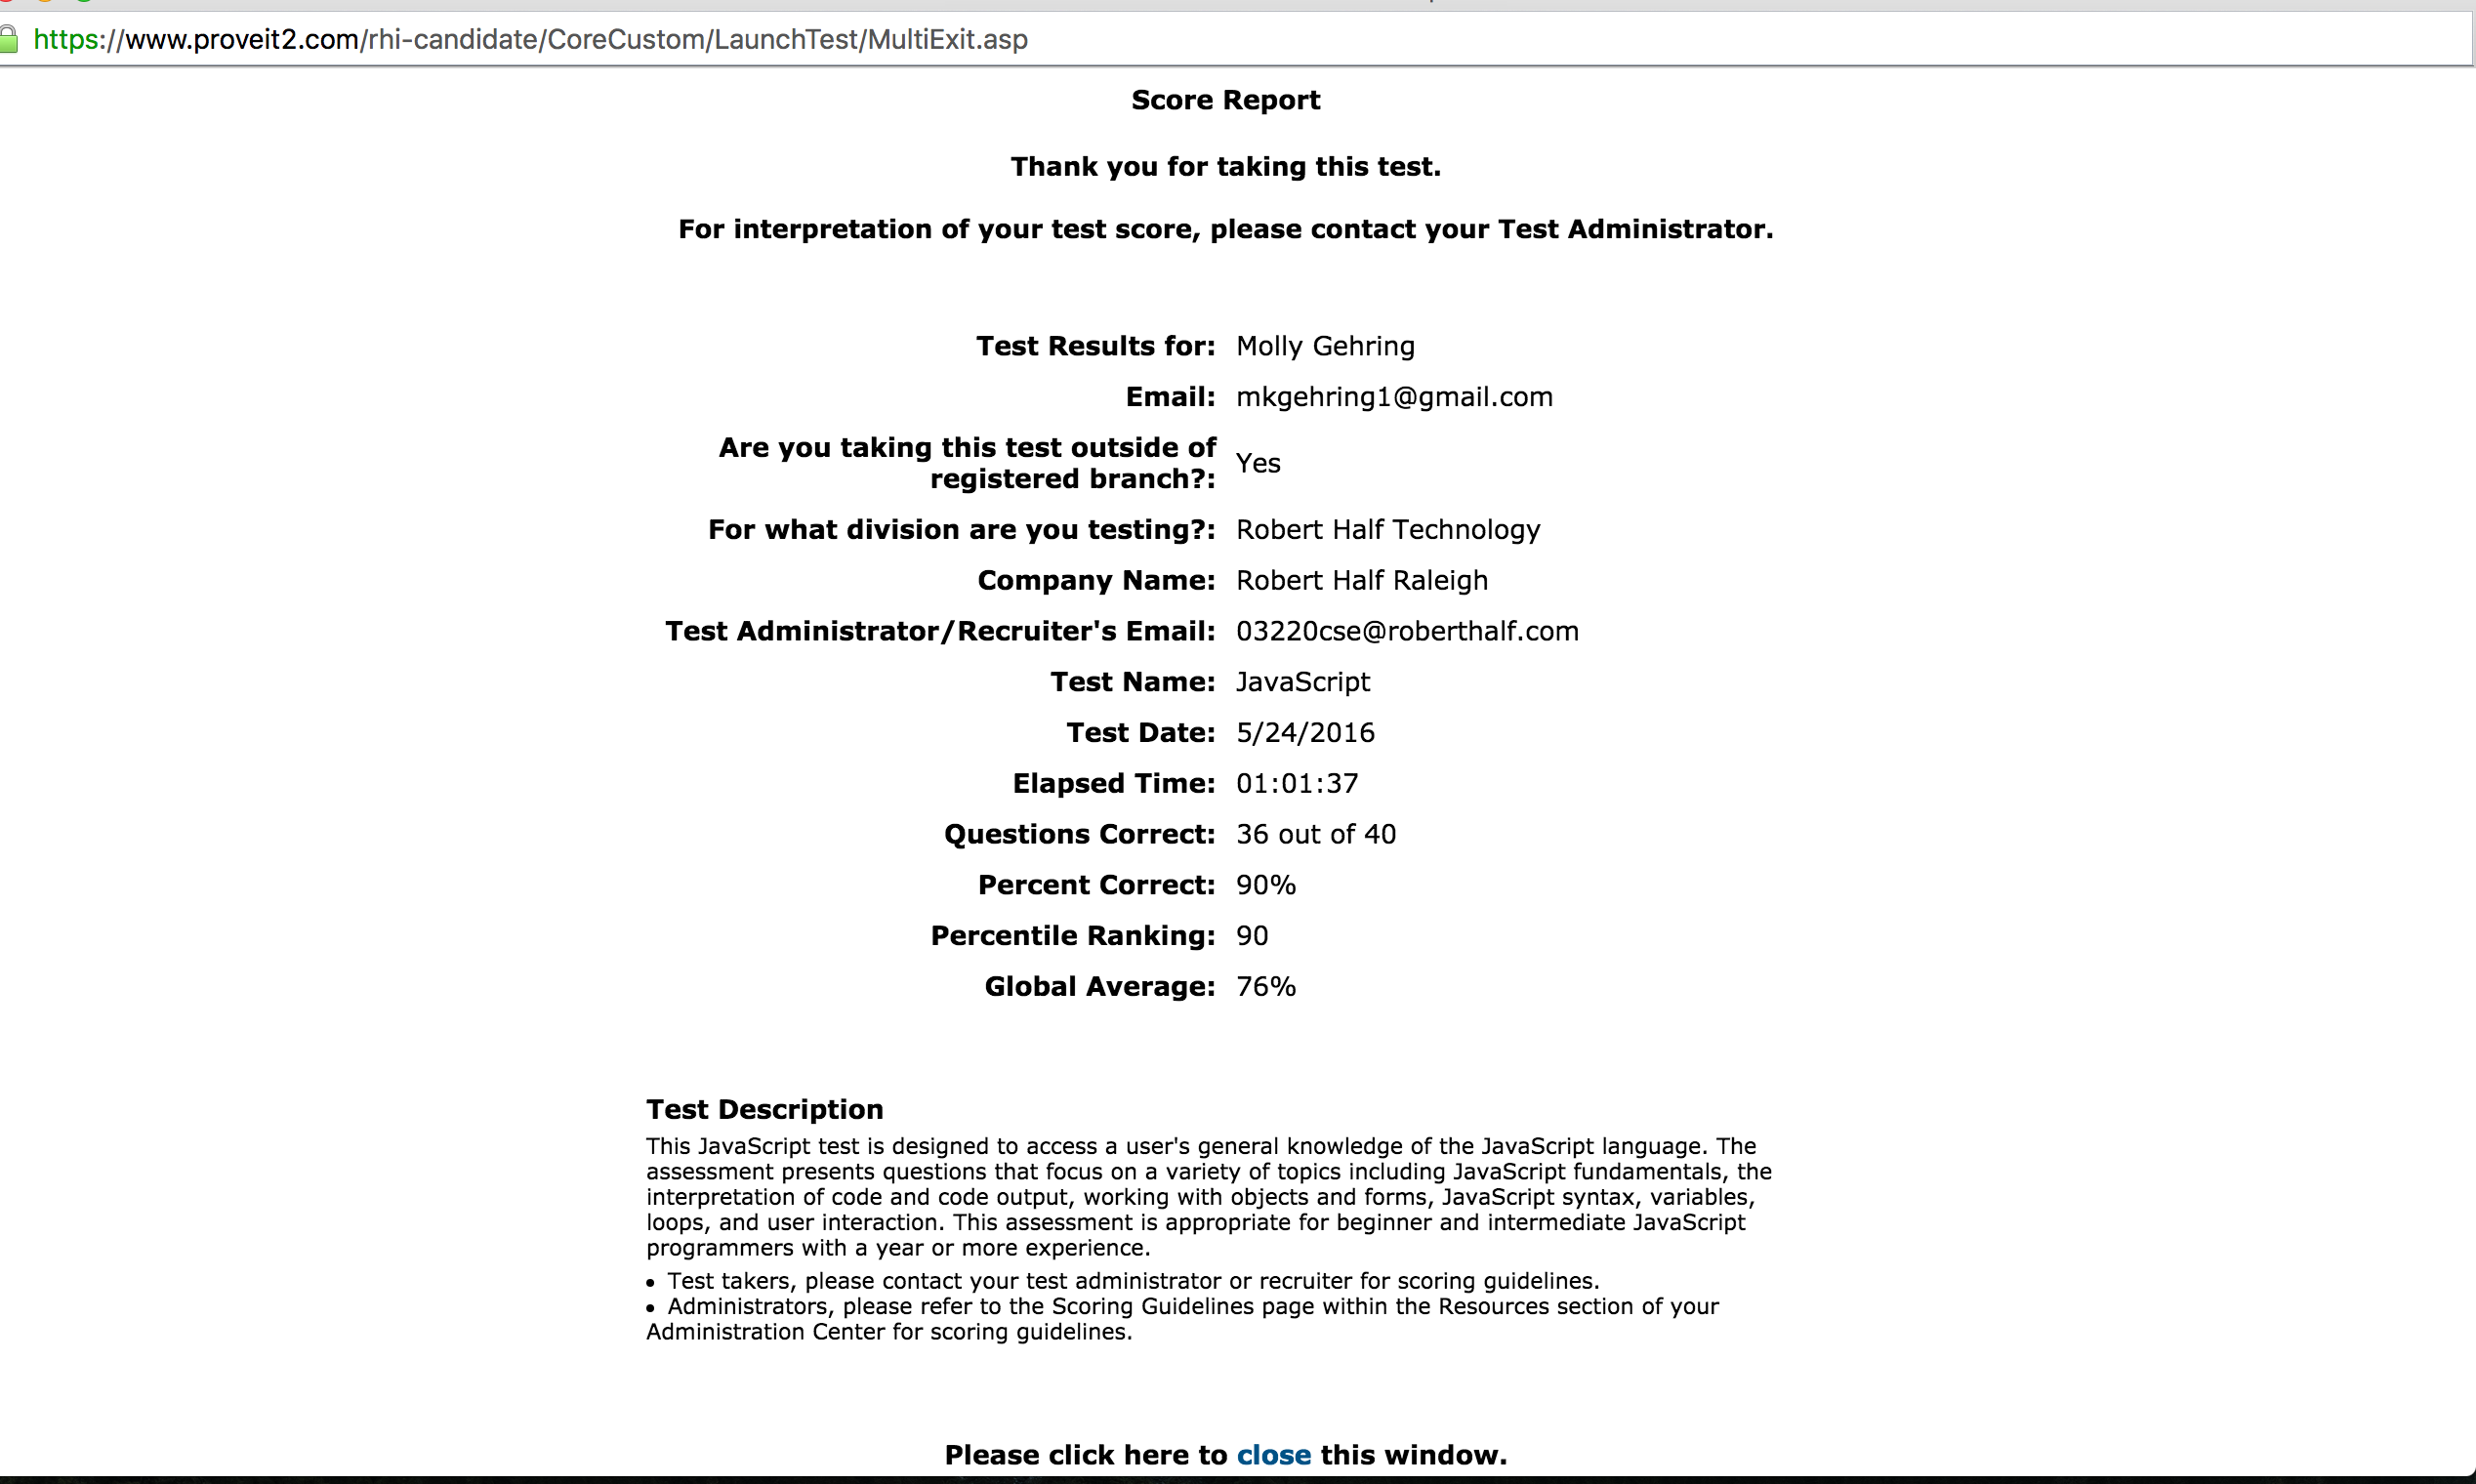 https://www.proveit2.com/rhi-candidate/CoreCustom/LaunchTest/MultiExit.asp
Score Report
Thank you for taking this test.
For interpretation of your test score, please contact your Test Administrator.
Test Results for: Molly Gehring
Email: mkgehring1@gmail.com
Are you taking this test outside of
registered branch?: Yes
For what division are you testing?: Robert Half Technology
Company Name: Robert Half Raleigh
Test Administrator/Recruiter's Email: 03220cse@roberthalf.com
Test Name: JavaScript
Test Date: 5/24/2016
Elapsed Time: 01:01:37
Questions Correct: 36 out of 40
Percent Correct: 90%
Percentile Ranking: 90
Global Average: 76%
Test Description
This JavaScript test is designed to access a user's general knowledge of the JavaScript language. The
assessment presents questions that focus on a variety of topics including JavaScript fundamentals, the
interpretation of code and code output, working with objects and forms, JavaScript syntax, variables,
loops, and user interaction. This assessment is appropriate for beginner and intermediate JavaScript
programmers with a year or more experience.
• Test takers, please contact your test administrator or recruiter for scoring guidelines.
• Administrators, please refer to the Scoring Guidelines page within the Resources section of your
Administration Center for scoring guidelines.
Please click here to close this window.